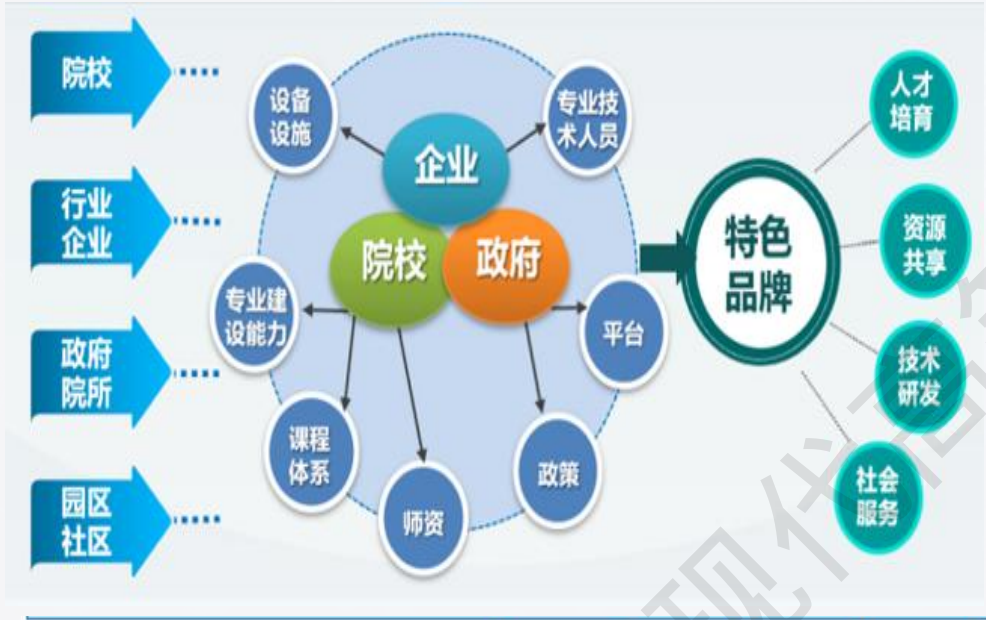 院校
行业
企业
政府
院所
园区
社区
设备
设施
专业技
术人员
企业
院校
政府
专业建
设能力
平台
课程
体系
师资
政策
特色
品牌
人才
培育
资源
共享
技术
研发
社会
服务
现代